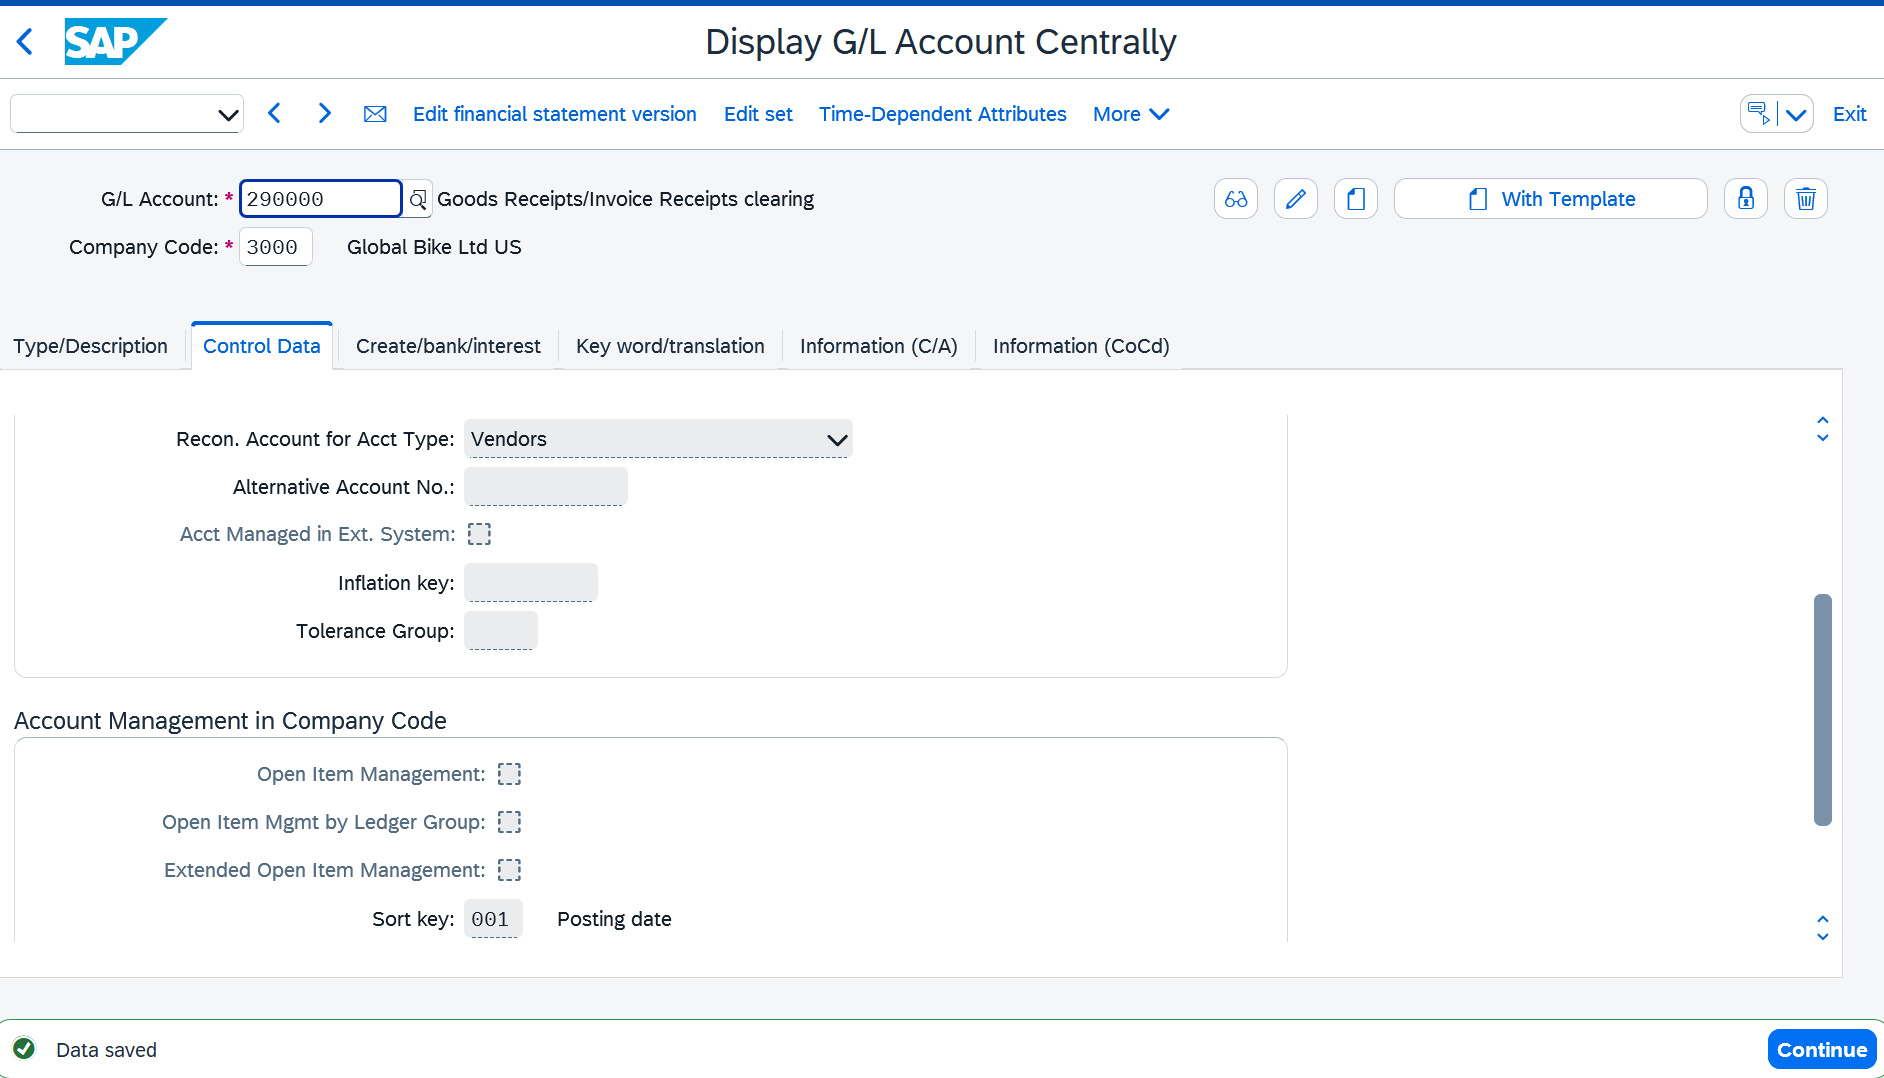 SAP
Display G/L Account Centrally
Edit financial statement version Edit set Time-Dependent Attributes More Exit
G/L Account: * 290000 Goods Receipts/Invoice Receipts clearing With Template
Company Code: * 3000 Global Bike Ltd US
Type/Description Control Data Create/bank/interest Key word/translation Information (C/A) Information (CoCd)
Recon. Account for Acct Type: Vendors
Alternative Account No.:
Acct Managed in Ext. System:
Inflation key:
Tolerance Group:
Account Management in Company Code
Open Item Management:
Open Item Mgmt by Ledger Group:
Extended Open Item Management:
Sort key: 001 Posting date
Data saved Continue